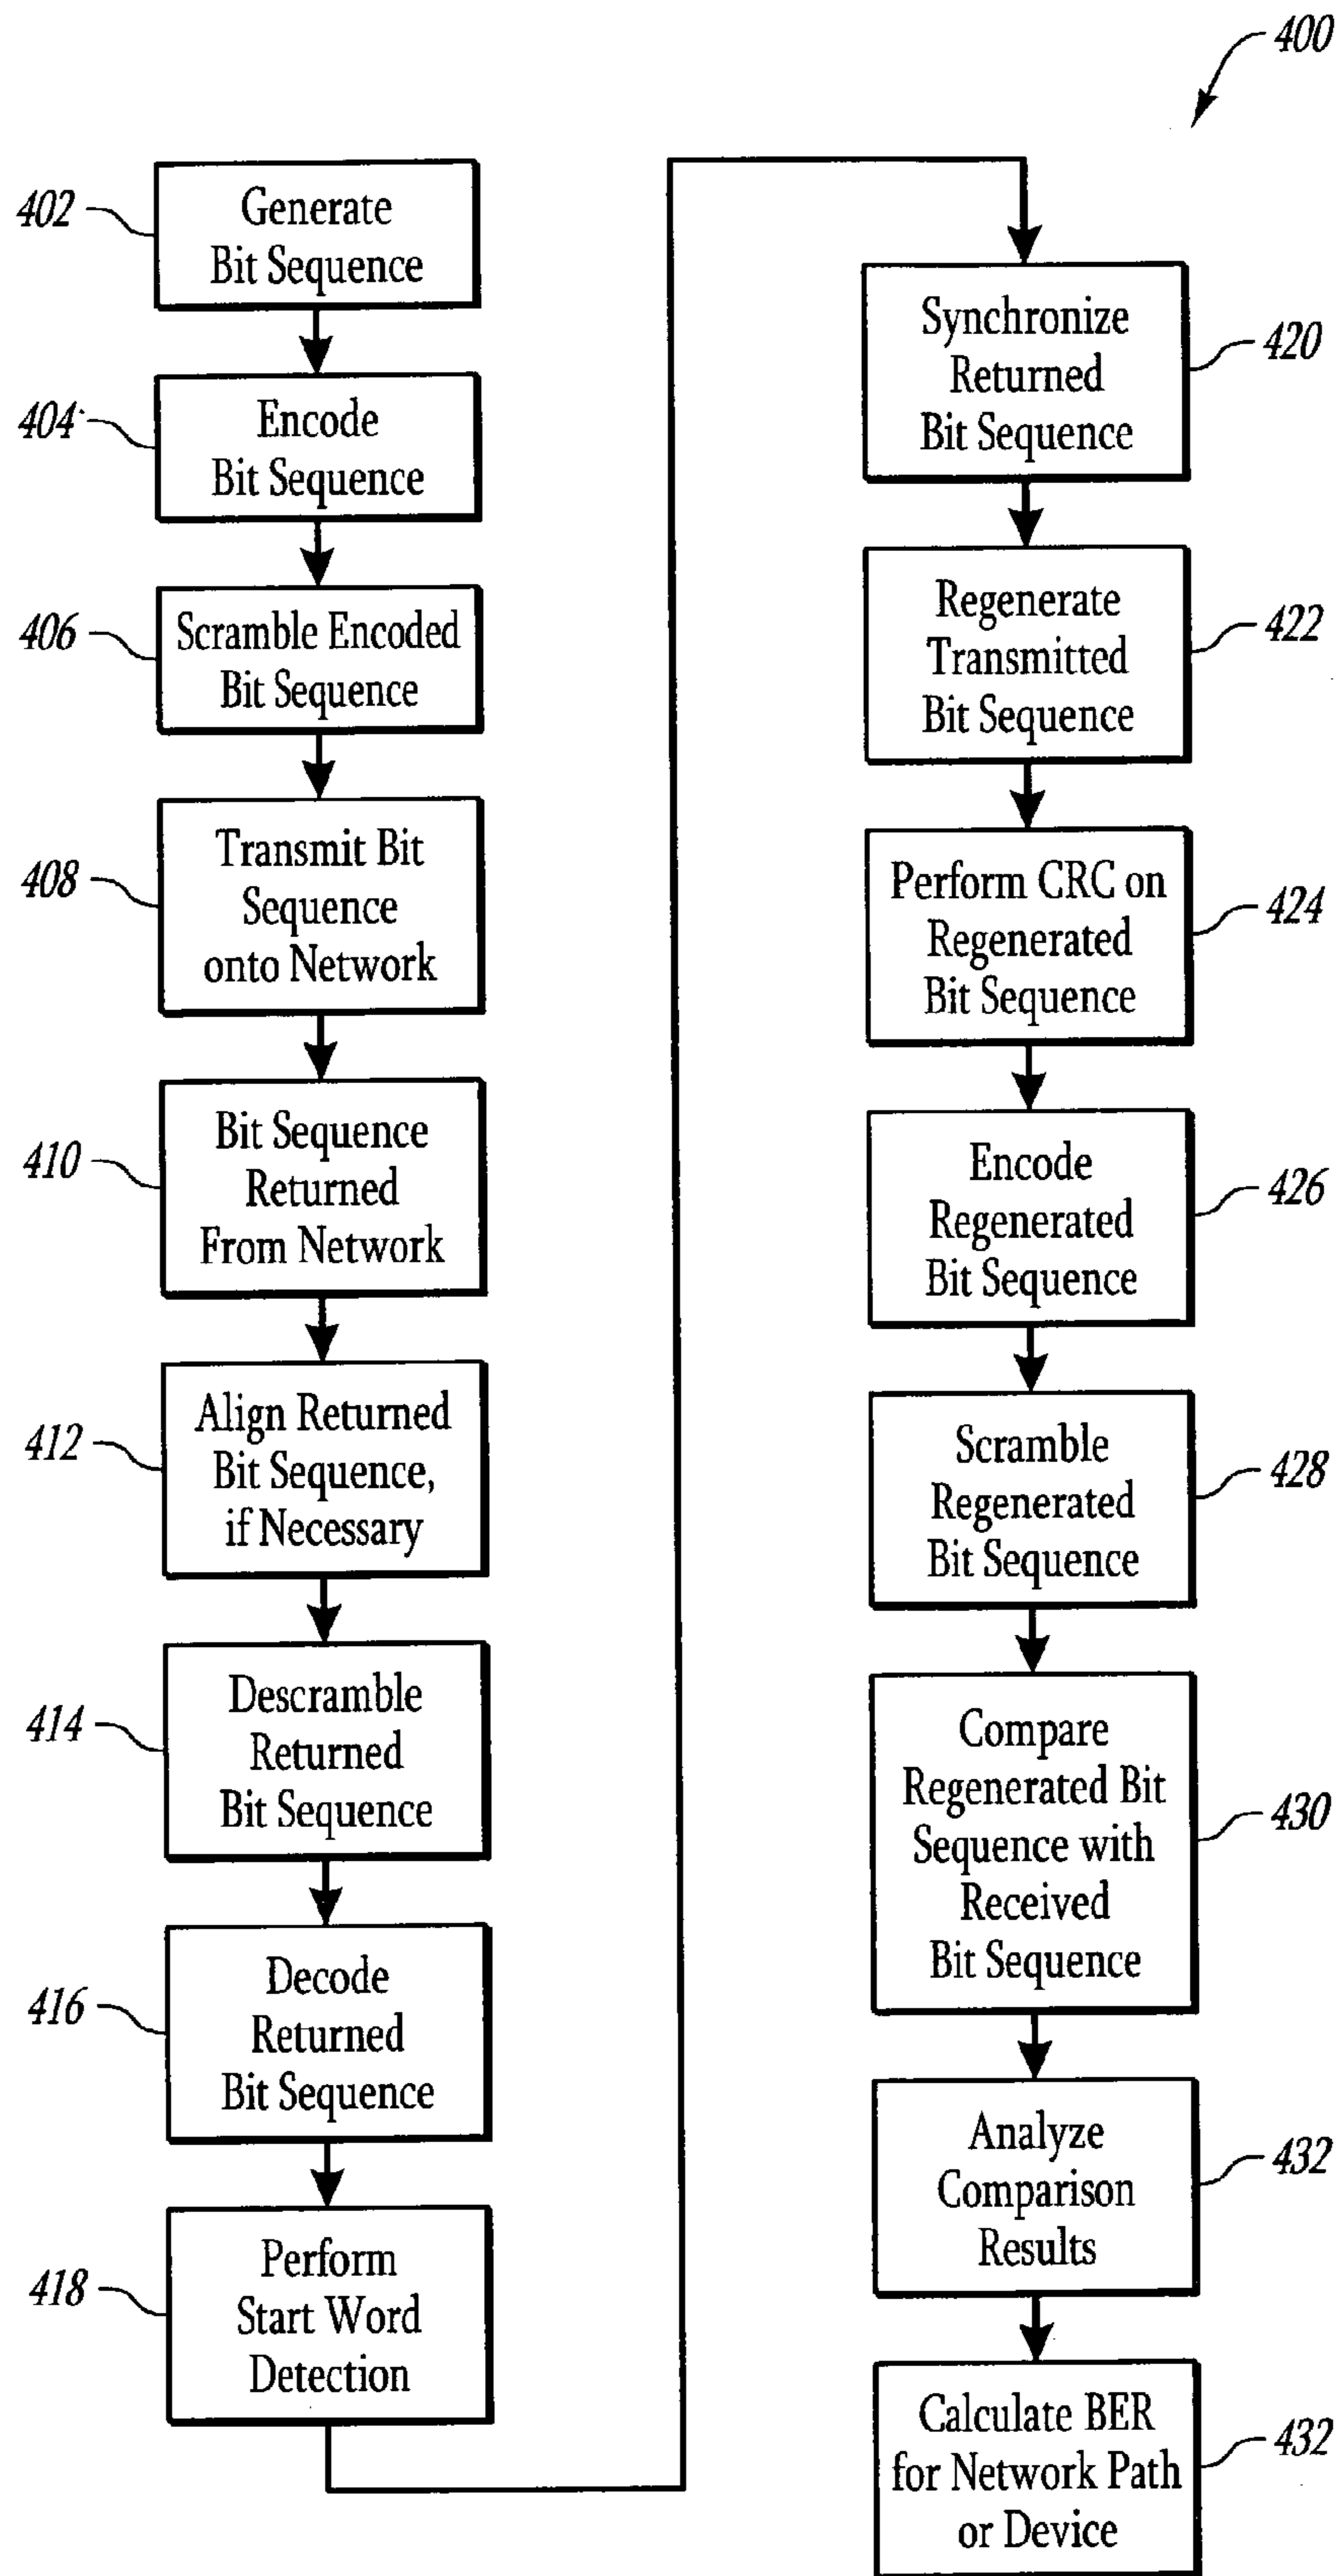 400
402
Generate
Bit Sequence
404
Encode
Bit Sequence
406
Scramble Encoded
Bit Sequence
408
Transmit Bit
Sequence
onto Network
410
Bit Sequence
Returned
From Network
412
Align Returned
Bit Sequence,
if Necessary
414
Descramble
Returned
Bit Sequence
416
Decode
Returned
Bit Sequence
418
Perform
Start Word
Detection
Synchronize
Returned
Bit Sequence
420
Regenerate
Transmitted
Bit Sequence
422
Perform CRC on
Regenerated
Bit Sequence
424
Encode
Regenerated
Bit Sequence
426
Scramble
Regenerated
Bit Sequence
428
Compare
Regenerated Bit
Sequence with
Received
Bit Sequence
430
Analyze
Comparison
Results
432
Calculate BER
for Network Path
or Device
432